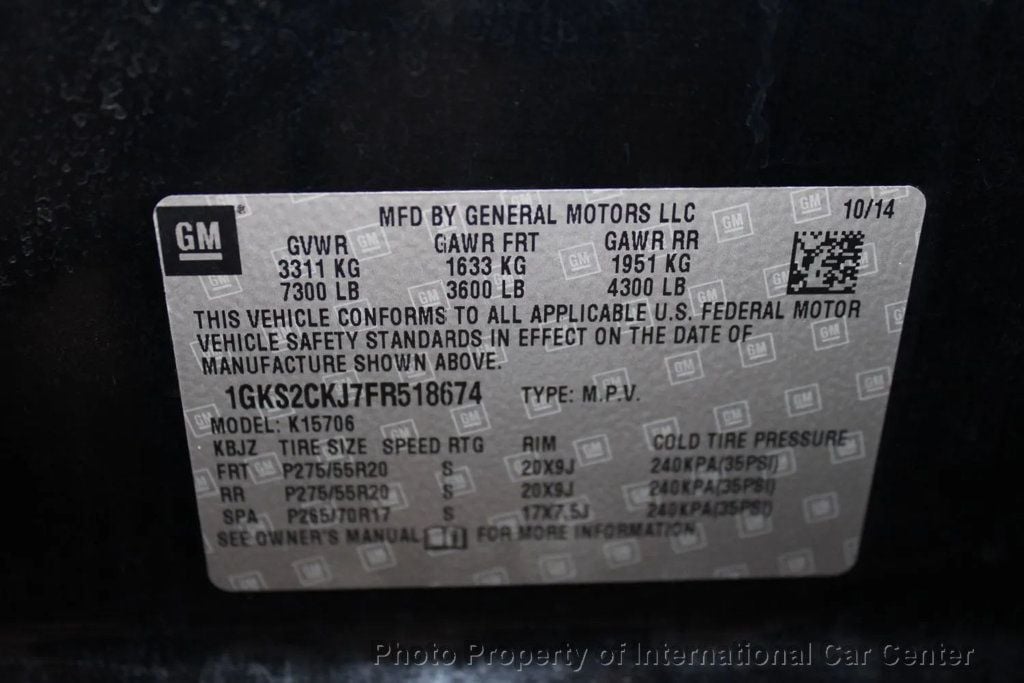 GM
MFD BY GENERAL MOTORS LLC 10/14
GVWR GAWR FRT GAWR RR
3311 KG 1633 KG 1951 KG
7300 LB 3600 LB 4300 LB
THIS VEHICLE CONFORMS TO ALL APPLICABLE U.S. FEDERAL MOTOR
VEHICLE SAFETY STANDARDS IN EFFECT ON THE DATE OF
MANUFACTURE SHOWN ABOVE.
1GKS2CKJ7FR518674 TYPE: M.P.V.
MODEL: K15706
KBJZ TIRE SIZE SPEED RTG RIM COLD TIRE PRESSURE
FRT P275/55R20 S 20X9J 240KPA(35PSI)
RR P275/55R20 S 20X9J 240KPA(35PSI)
SPA P265/70R17 S 17X7.5J 240KPA(35PSI)
SEE OWNER'S MANUAL FOR MORE INFORMATION
Photo Property of International Car Center